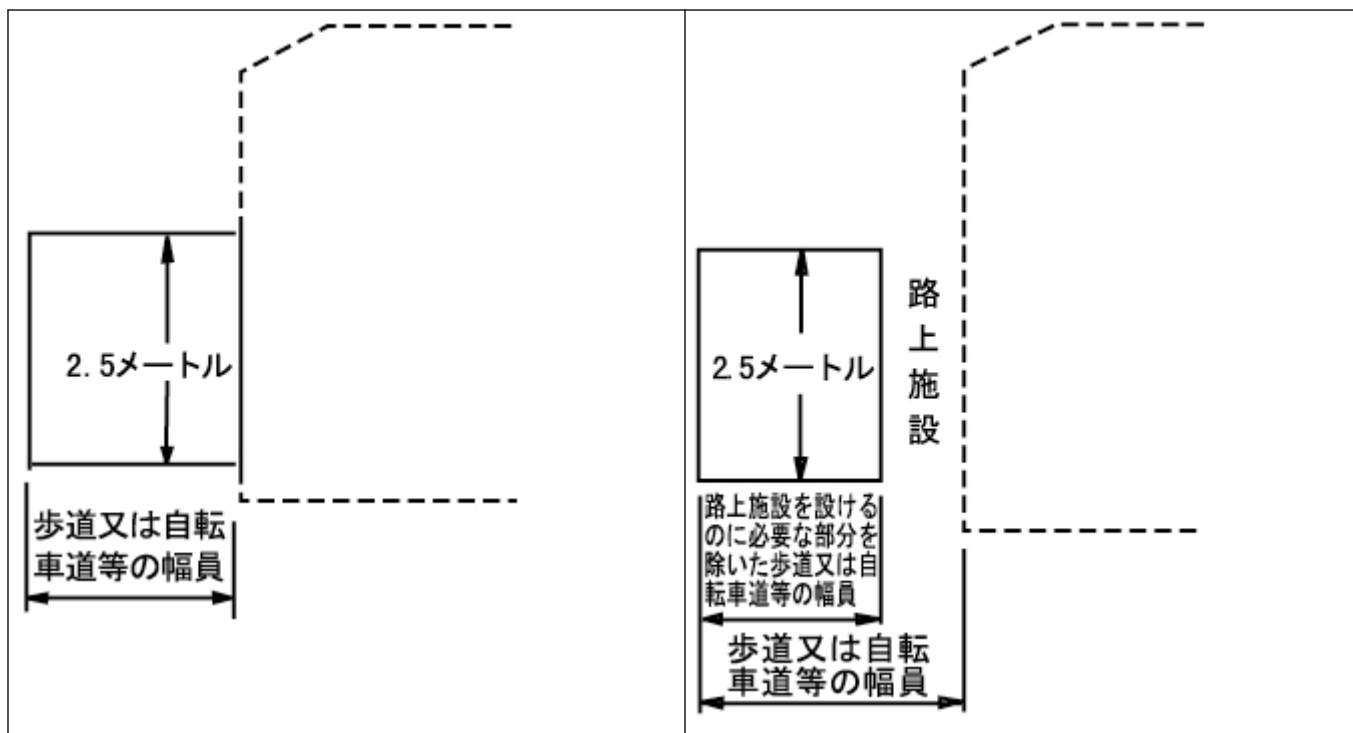 2.5メートル
歩道又は自転
車道等の幅員
路上施設
2.5メートル
路上施設を設ける
のに必要な部分を
除いた歩道又は自
転車道等の幅員
歩道又は自転
車道等の幅員